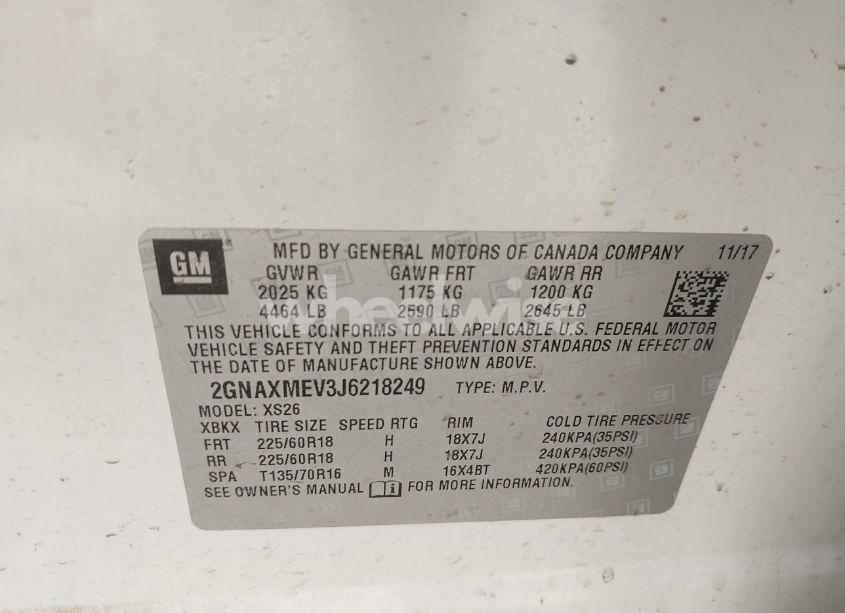 GM MFD BY GENERAL MOTORS OF CANADA COMPANY 11/17
GVWR GAWR FRT GAWR RR
2025 KG 1175 KG 1200 KG
4464 LB 2590 LB 2645 LB
THIS VEHICLE CONFORMS TO ALL APPLICABLE U.S. FEDERAL MOTOR
VEHICLE SAFETY AND THEFT PREVENTION STANDARDS IN EFFECT ON
THE DATE OF MANUFACTURE SHOWN ABOVE.
2GNAXMEV3J6218249 TYPE: M.P.V.
MODEL: XS26
XBKX TIRE SIZE SPEED RTG RIM COLD TIRE PRESSURE
FRT 225/60R18 H 18X7J 240KPA(35PSI)
RR 225/60R18 H 18X7J 240KPA(35PSI)
SPA T135/70R16 M 16X4BT 420KPA(60PSI)
SEE OWNER'S MANUAL i FOR MORE INFORMATION.